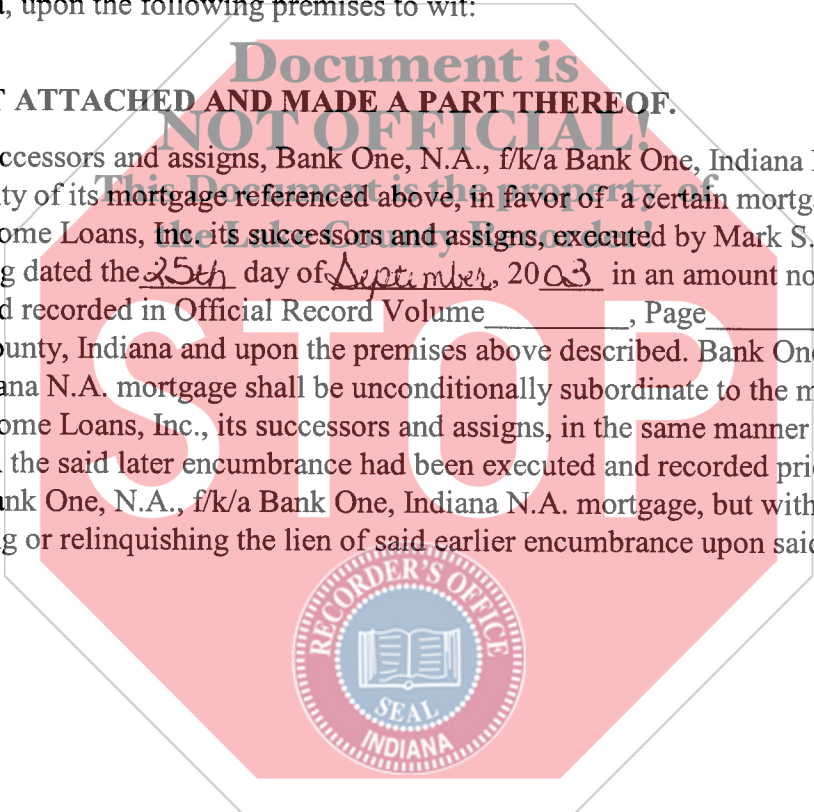 , upon the following premises to wit:
Document is
ATTACHED AND MADE A PART THEREOF.
NOT OFFICIAL!
ccessors and assigns, Bank One, N.A., f/k/a Bank One, Indiana
This Document is the property of
ty of its mortgage referenced above, in favor of a certain mortg
the Lake County Recorder!
ome Loans, Inc. its successors and assigns, executed by Mark S.
g dated the 25th day of September, 2003 in an amount no
d recorded in Official Record Volume__________, Page__________
ounty, Indiana and upon the premises above described. Bank One
ana N.A. mortgage shall be unconditionally subordinate to the m
ome Loans, Inc., its successors and assigns, in the same manner
the said later encumbrance had been executed and recorded pri
nk One, N.A., f/k/a Bank One, Indiana N.A. mortgage, but with
g or relinquishing the lien of said earlier encumbrance upon said
STOP
RECORDER'S OFFICE
SEAL
INDIANA